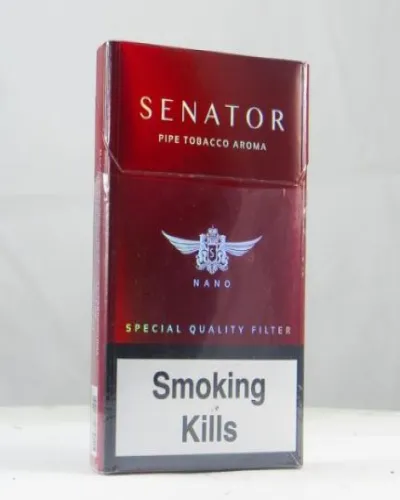 SENATOR
PIPE TOBACCO AROMA
S
NANO
SPECIAL QUALITY FILTER
Smoking
Kills